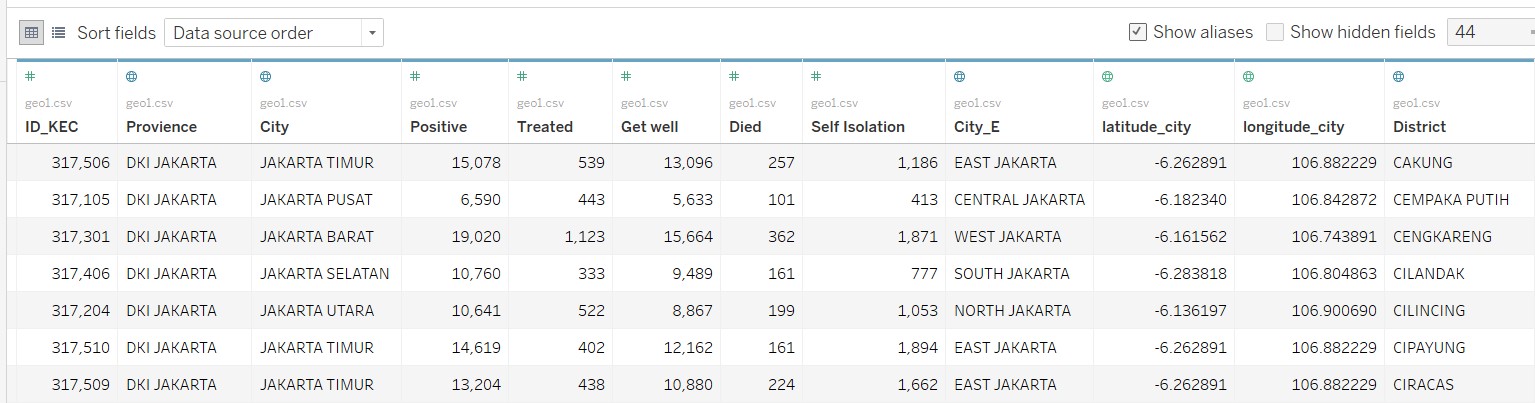 Sort fields Data source order Show aliases Show hidden fields 44
geo1.csv geo1.csv geo1.csv geo1.csv geo1.csv geo1.csv geo1.csv geo1.csv geo1.csv geo1.csv geo1.csv geo1.csv
ID_KEC Provience City Positive Treated Get well Died Self Isolation City_E latitude_city longitude_city District
317,506 DKI JAKARTA JAKARTA TIMUR 15,078 539 13,096 257 1,186 EAST JAKARTA -6.262891 106.882229 CAKUNG
317,105 DKI JAKARTA JAKARTA PUSAT 6,590 443 5,633 101 413 CENTRAL JAKARTA -6.182340 106.842872 CEMPAKA PUTIH
317,301 DKI JAKARTA JAKARTA BARAT 19,020 1,123 15,664 362 1,871 WEST JAKARTA -6.161562 106.743891 CENGKARENG
317,406 DKI JAKARTA JAKARTA SELATAN 10,760 333 9,489 161 777 SOUTH JAKARTA -6.283818 106.804863 CILANDAK
317,204 DKI JAKARTA JAKARTA UTARA 10,641 522 8,867 199 1,053 NORTH JAKARTA -6.136197 106.900690 CILINCING
317,510 DKI JAKARTA JAKARTA TIMUR 14,619 402 12,162 161 1,894 EAST JAKARTA -6.262891 106.882229 CIPAYUNG
317,509 DKI JAKARTA JAKARTA TIMUR 13,204 438 10,880 224 1,662 EAST JAKARTA -6.262891 106.882229 CIRACAS